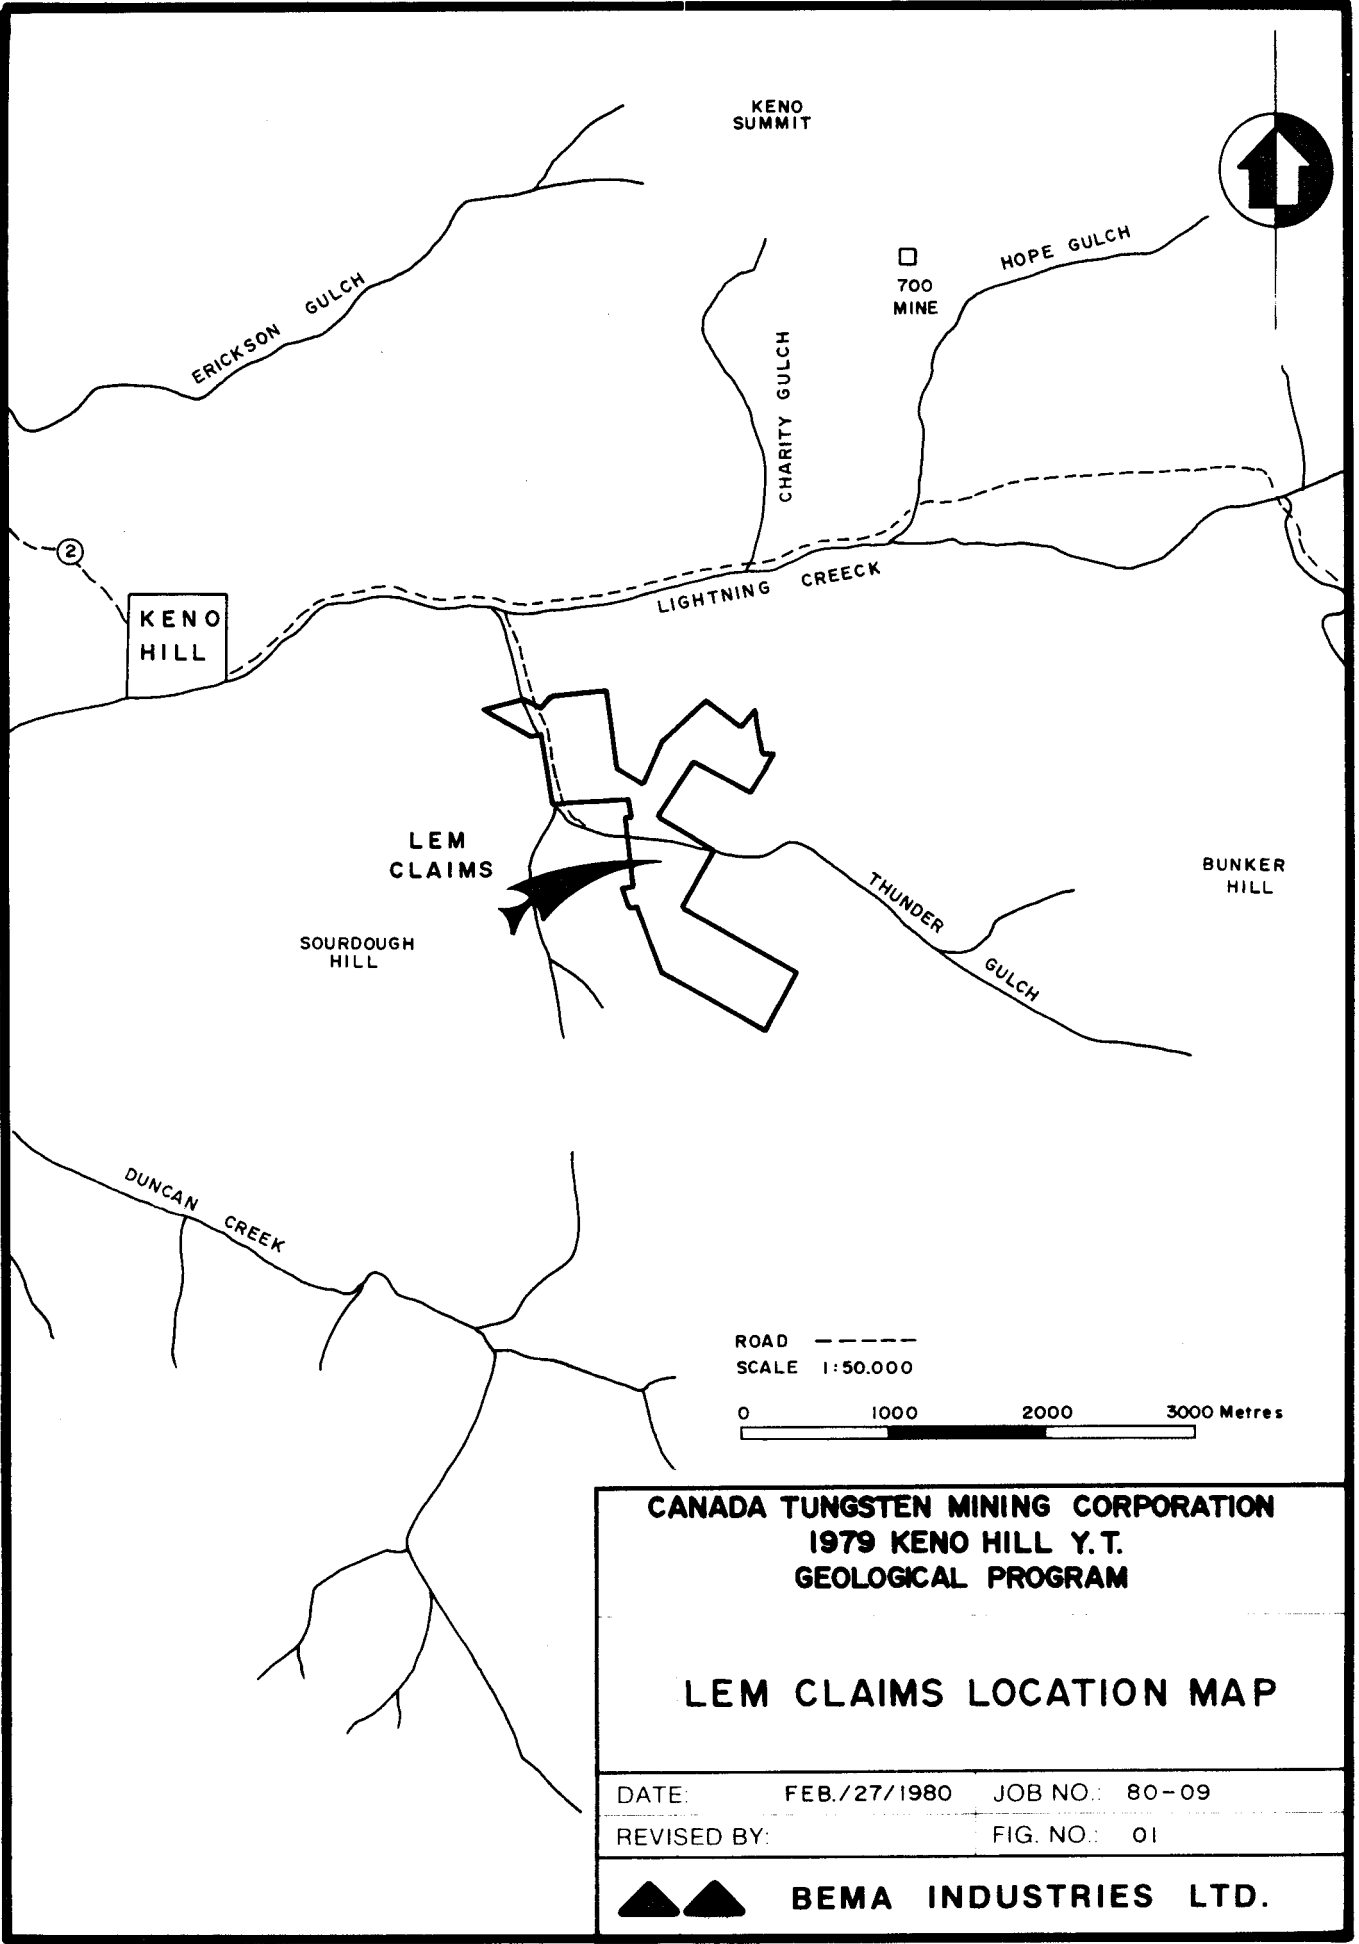 KENO
SUMMIT
HOPE GULCH
700
MINE
ERICKSON GULCH
CHARITY GULCH
2
LIGHTNING CREECK
KENO
HILL
LEM
CLAIMS
THUNDER
GULCH
BUNKER
HILL
SOURDOUGH
HILL
DUNCAN CREEK
ROAD
SCALE 1:50.000
0 1000 2000 3000 Metres
CANADA TUNGSTEN MINING CORPORATION
1979 KENO HILL Y.T.
GEOLOGICAL PROGRAM
LEM CLAIMS LOCATION MAP
DATE: FEB./27/1980 JOB NO.: 80-09
REVISED BY: FIG. NO.: 01
BEMA INDUSTRIES LTD.